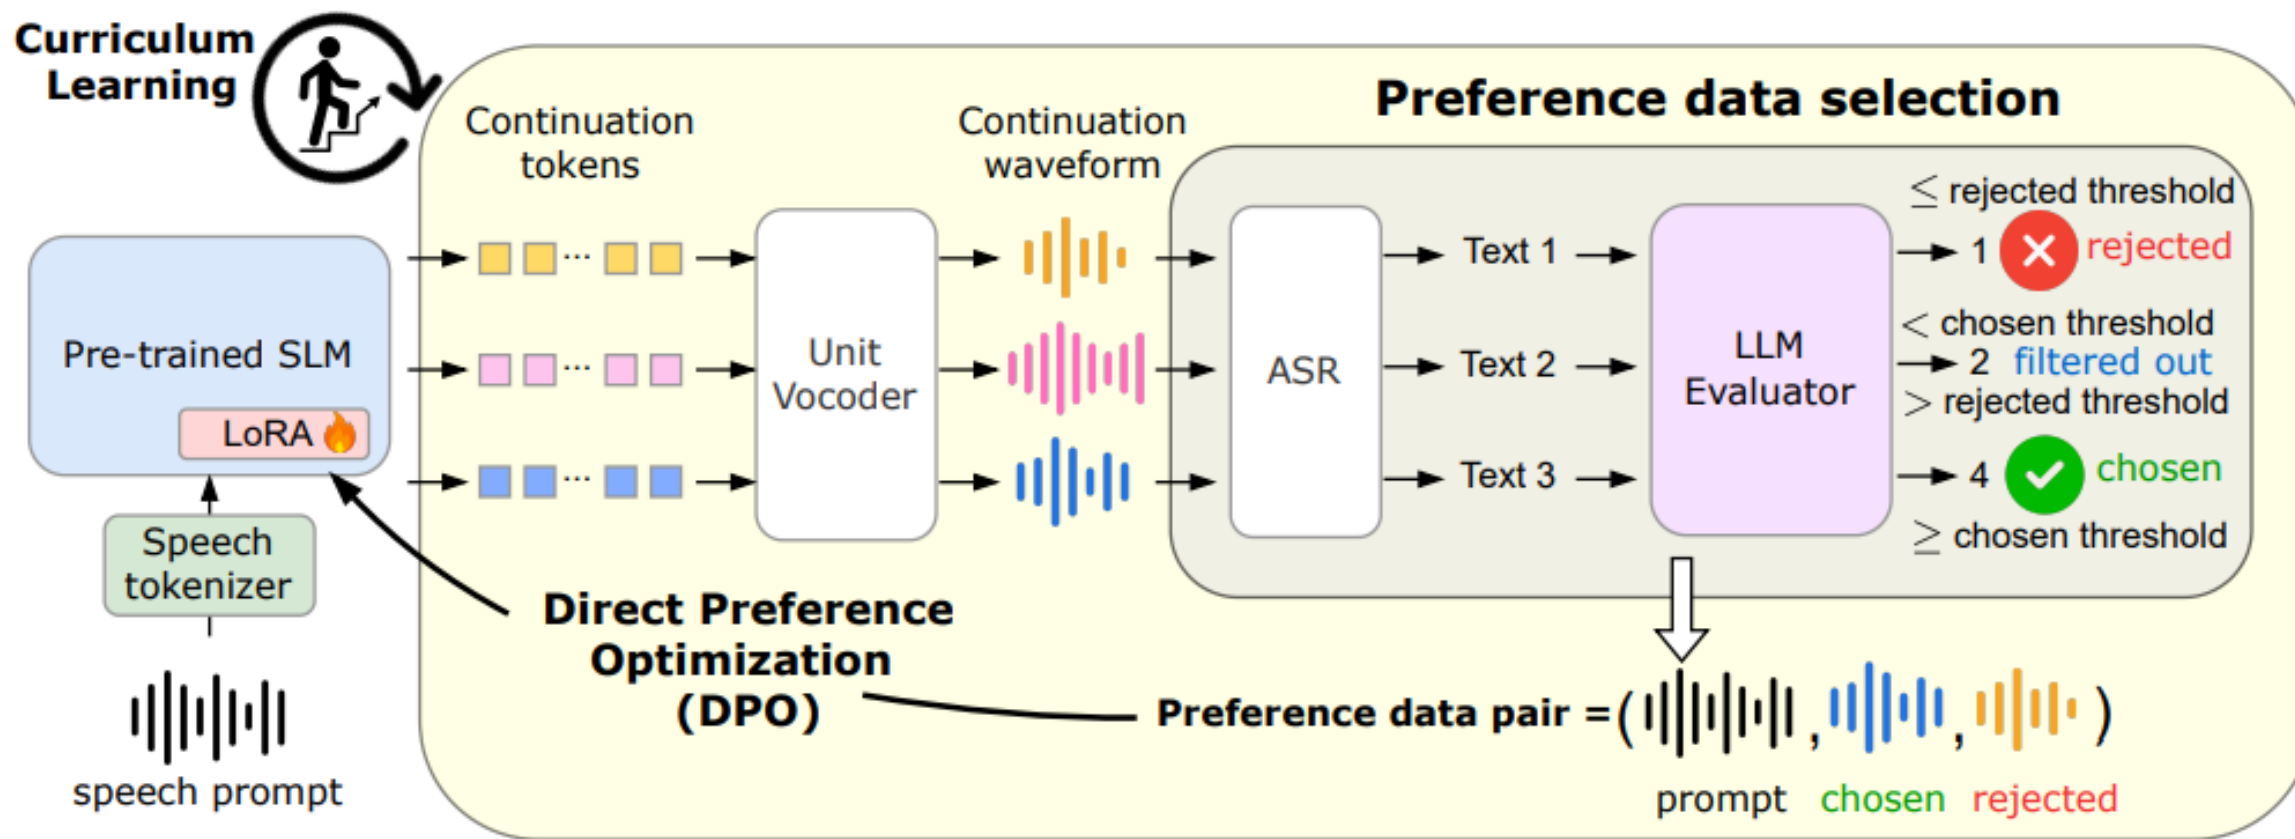 Curriculum
Learning
Continuation
tokens
Continuation
waveform
Preference data selection
Pre-trained SLM
LoRA
Speech
tokenizer
speech prompt
...
...
...
Unit
Vocoder
ASR
Text 1
Text 2
Text 3
LLM
Evaluator
≤ rejected threshold
1 rejected
< chosen threshold
2 filtered out
> rejected threshold
4 chosen
≥ chosen threshold
Direct Preference
Optimization
(DPO)
Preference data pair = ( , , )
prompt chosen rejected